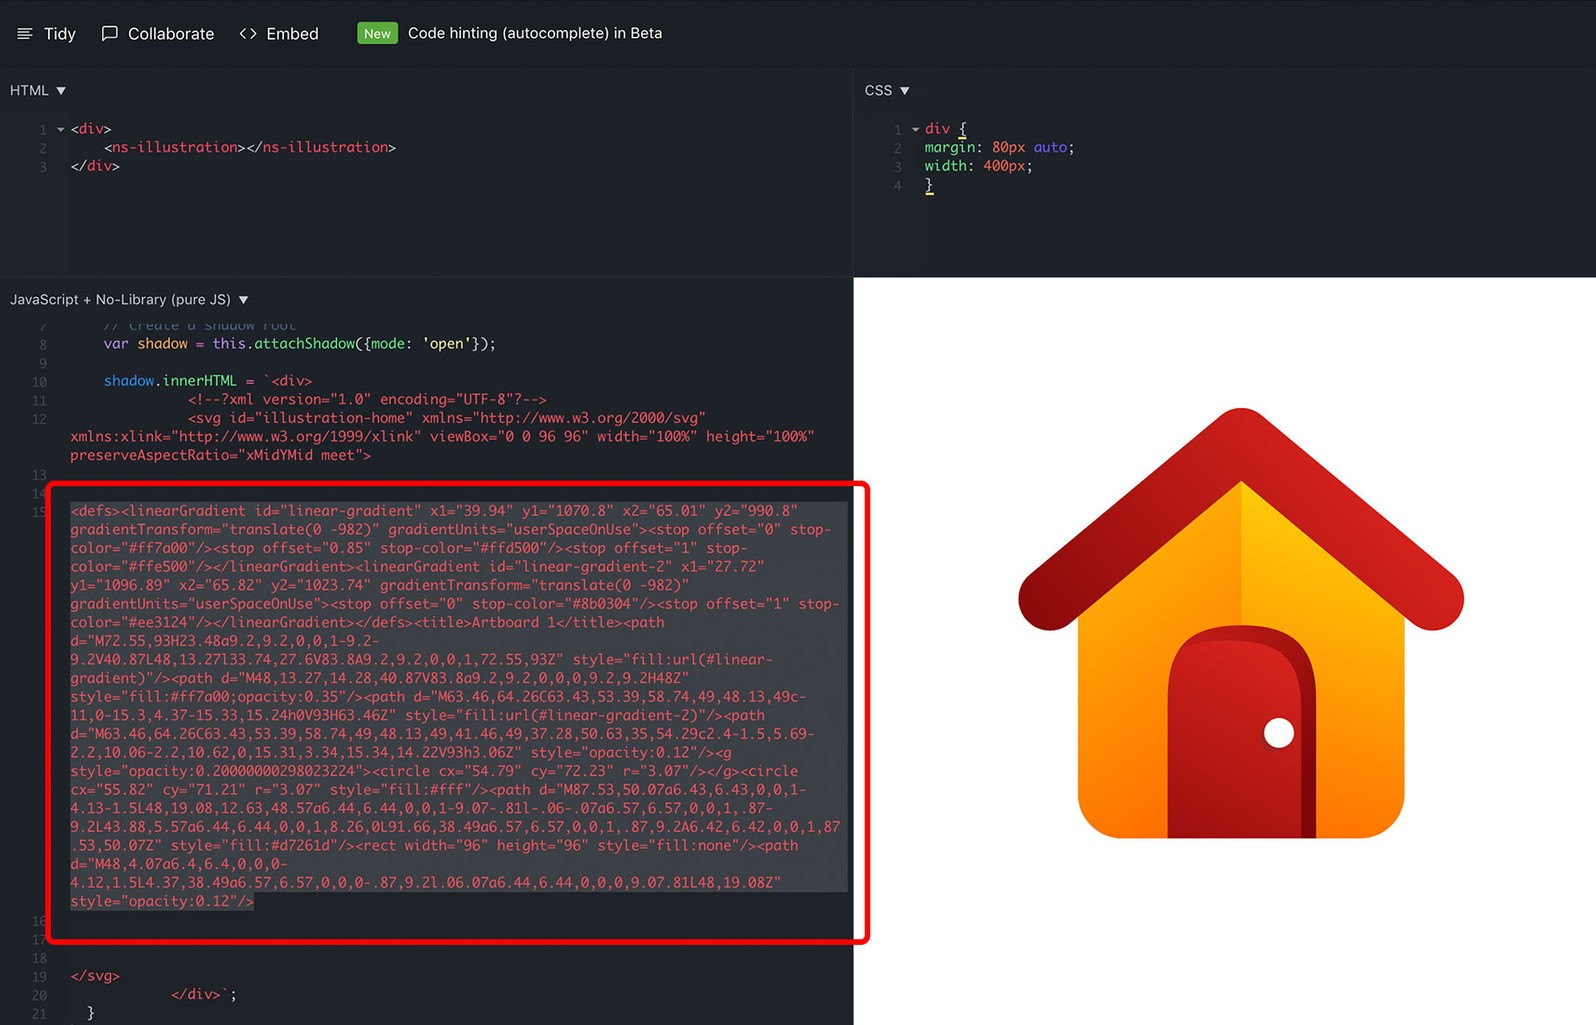 Tidy Collaborate <> Embed New Code hinting (autocomplete) in Beta
HTML ▼
1 <div>
2 <ns-illustration></ns-illustration>
3 </div>
CSS ▼
1 div {
2 margin: 80px auto;
3 width: 400px;
4 }
JavaScript + No-Library (pure JS) ▼
7 // Create a shadow root
8 var shadow = this.attachShadow({mode: 'open'});
9
10 shadow.innerHTML = `<div>
11 <!--?xml version="1.0" encoding="UTF-8"?-->
12 <svg id="illustration-home" xmlns="http://www.w3.org/2000/svg"
xmlns:xlink="http://www.w3.org/1999/xlink" viewBox="0 0 96 96" width="100%" height="100%"
preserveAspectRatio="xMidYMid meet">
13
14
15 <defs><linearGradient id="linear-gradient" x1="39.94" y1="1070.8" x2="65.01" y2="990.8"
gradientTransform="translate(0 -982)" gradientUnits="userSpaceOnUse"><stop offset="0" stop-
color="#ff7a00"/><stop offset="0.85" stop-color="#ffd500"/><stop offset="1" stop-
color="#ffe500"/></linearGradient><linearGradient id="linear-gradient-2" x1="27.72"
y1="1096.89" x2="65.82" y2="1023.74" gradientTransform="translate(0 -982)"
gradientUnits="userSpaceOnUse"><stop offset="0" stop-color="#8b0304"/><stop offset="1" stop-
color="#ee3124"/></linearGradient></defs><title>Artboard 1</title><path
d="M72.55,93H23.48a9.2,9.2,0,0,1-9.2-
9.2V40.87L48,13.27l33.74,27.6V83.8A9.2,9.2,0,0,1,72.55,93Z" style="fill:url(#linear-
gradient)"/><path d="M48,13.27,14.28,40.87V83.8a9.2,9.2,0,0,0,9.2,9.2H48Z"
style="fill:#ff7a00;opacity:0.35"/><path d="M63.46,64.26C63.43,53.39,58.74,49,48.13,49c-
11,0-15.3,4.37-15.33,15.24h0V93H63.46Z" style="fill:url(#linear-gradient-2)"/><path
d="M63.46,64.26C63.43,53.39,58.74,49,48.13,49,41.46,49,37.28,50.63,35,54.29c2.4-1.5,5.69-
2.2,10.06-2.2,10.62,0,15.31,3.34,15.34,14.22V93h3.06Z" style="opacity:0.12"/><g
style="opacity:0.20000000298023224"><circle cx="54.79" cy="72.23" r="3.07"/></g><circle
cx="55.82" cy="71.21" r="3.07" style="fill:#fff"/><path d="M87.53,50.07a6.43,6.43,0,0,1-
4.13-1.5L48,19.08,12.63,48.57a6.44,6.44,0,0,1-9.07-.81l-.06-.07a6.57,6.57,0,0,1,.87-
9.2L43.88,5.57a6.44,6.44,0,0,1,8.26,0L91.66,38.49a6.57,6.57,0,0,1,.87,9.2A6.42,6.42,0,0,1,87
.53,50.07Z" style="fill:#d7261d"/><rect width="96" height="96" style="fill:none"/><path
d="M48,4.07a6.4,6.4,0,0,0-
4.12,1.5L4.37,38.49a6.57,6.57,0,0,0-.87,9.2l.06.07a6.44,6.44,0,0,0,9.07.81L48,19.08Z"
style="opacity:0.12"/>
16
17
18
19 </svg>
20 </div>`;
21 }